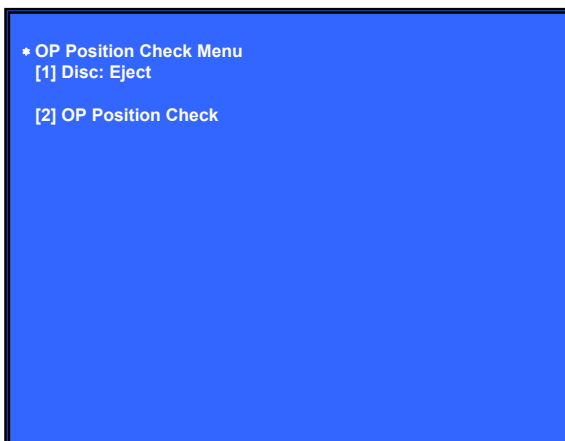 * OP Position Check Menu
[1] Disc: Eject
[2] OP Position Check